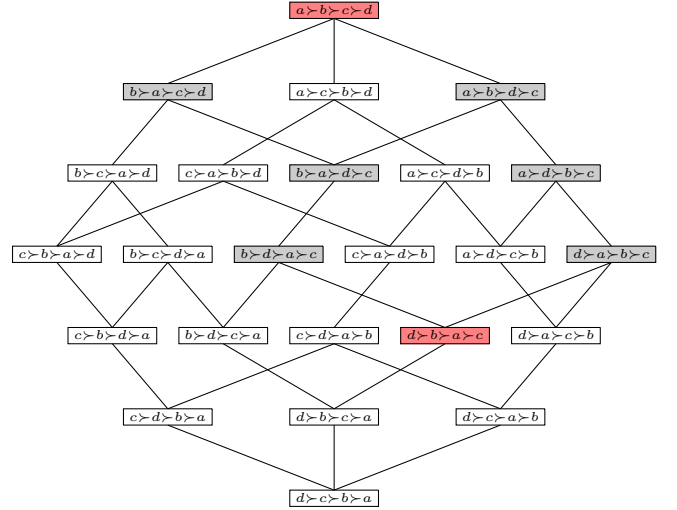 a≻b≻c≻d
b≻a≻c≻d a≻c≻b≻d a≻b≻d≻c
b≻c≻a≻d c≻a≻b≻d b≻a≻d≻c a≻c≻d≻b a≻d≻b≻c
c≻b≻a≻d b≻c≻d≻a b≻d≻a≻c c≻a≻d≻b a≻d≻c≻b d≻a≻b≻c
c≻b≻d≻a b≻d≻c≻a c≻d≻a≻b d≻b≻a≻c d≻a≻c≻b
c≻d≻b≻a d≻b≻c≻a d≻c≻a≻b
d≻c≻b≻a